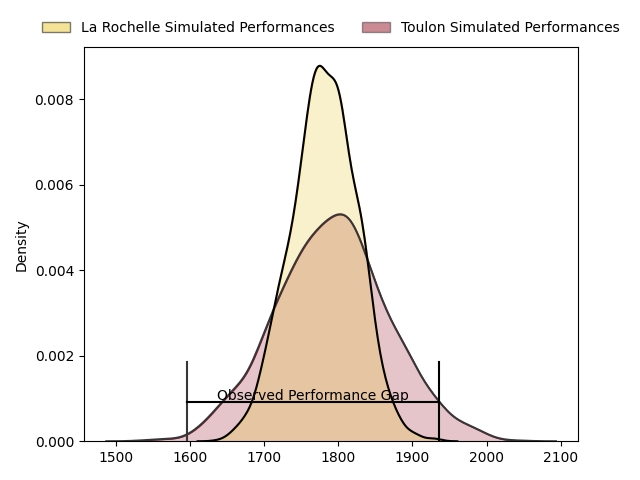 La Rochelle Simulated Performances
Toulon Simulated Performances
Density
0.008
0.006
0.004
0.002
0.000
Observed Performance Gap
1500 1600 1700 1800 1900 2000 2100